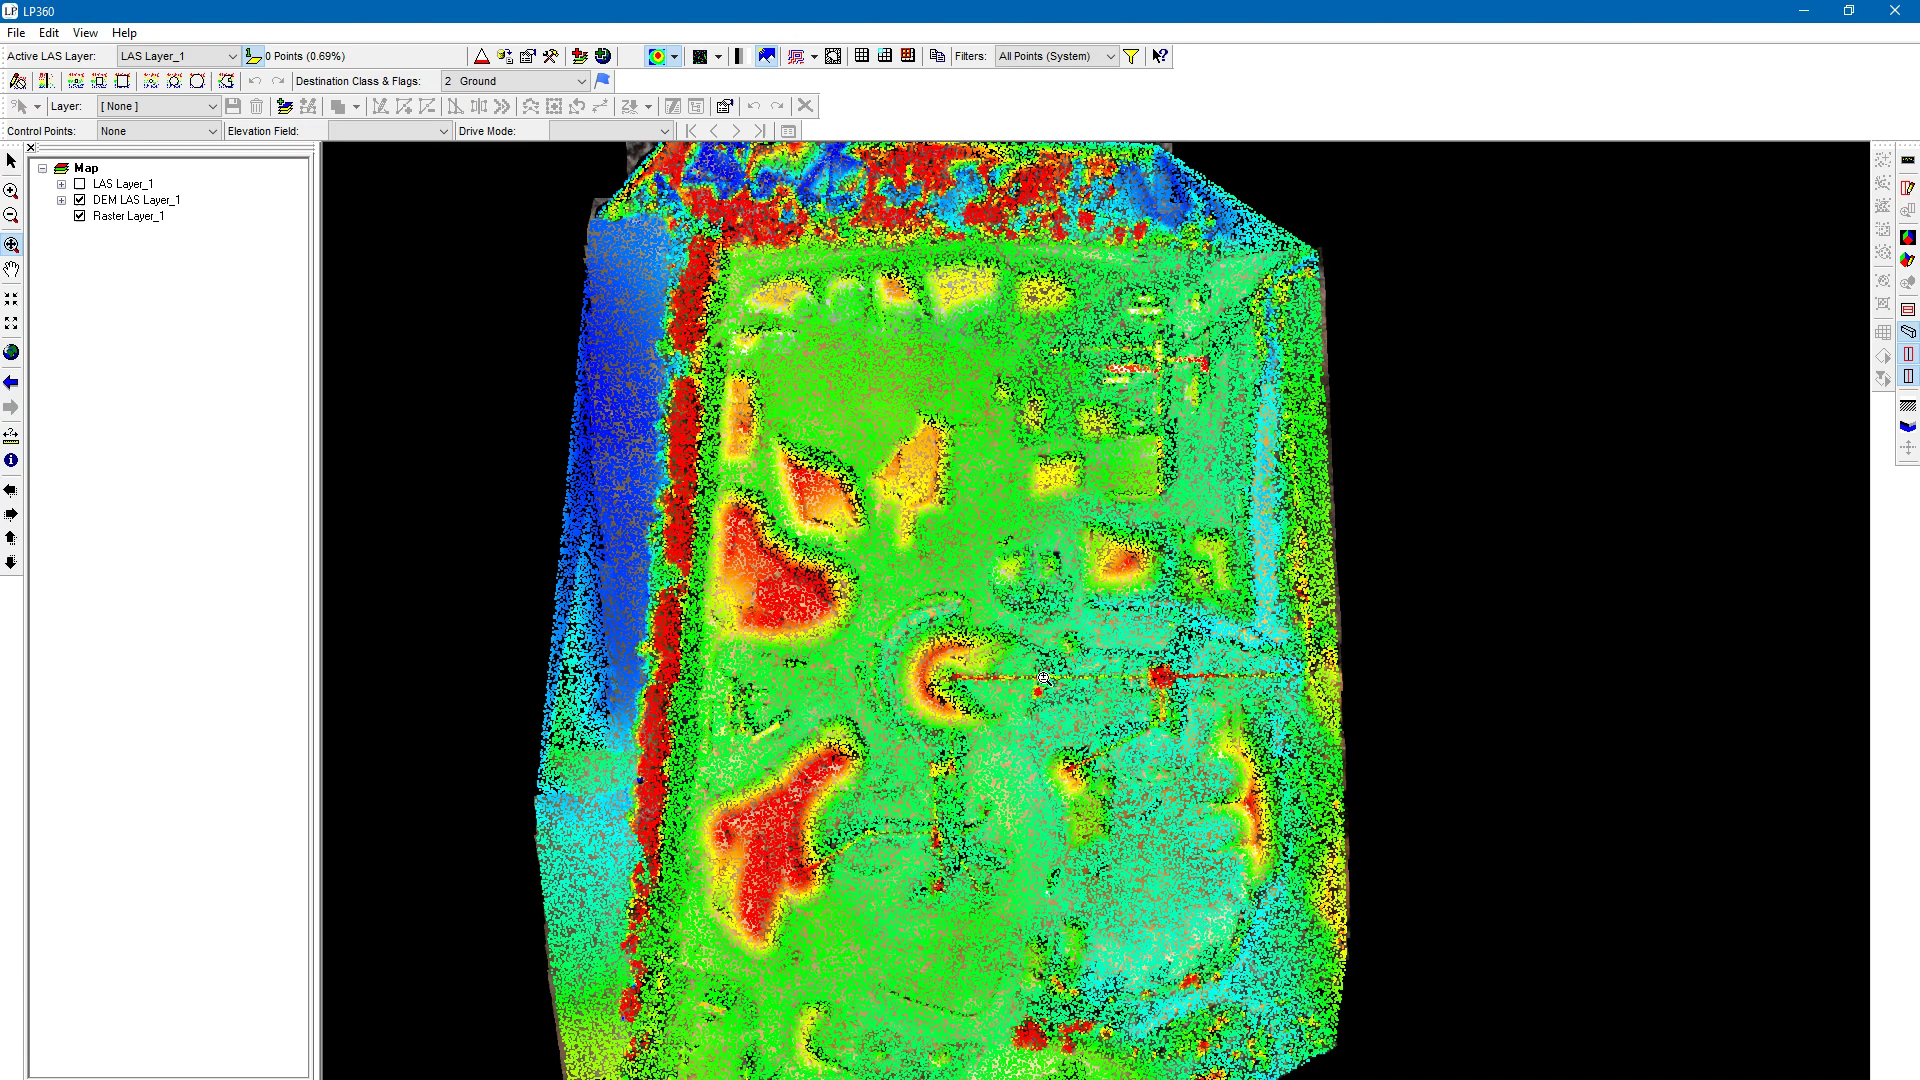 LP LP360
File Edit View Help
Active LAS Layer: LAS Layer_1 0 Points (0.69%) Filters: All Points (System)
Destination Class & Flags: 2 Ground
Layer: [ None ]
Control Points: None Elevation Field: Drive Mode:
Map
LAS Layer_1
DEM LAS Layer_1
Raster Layer_1